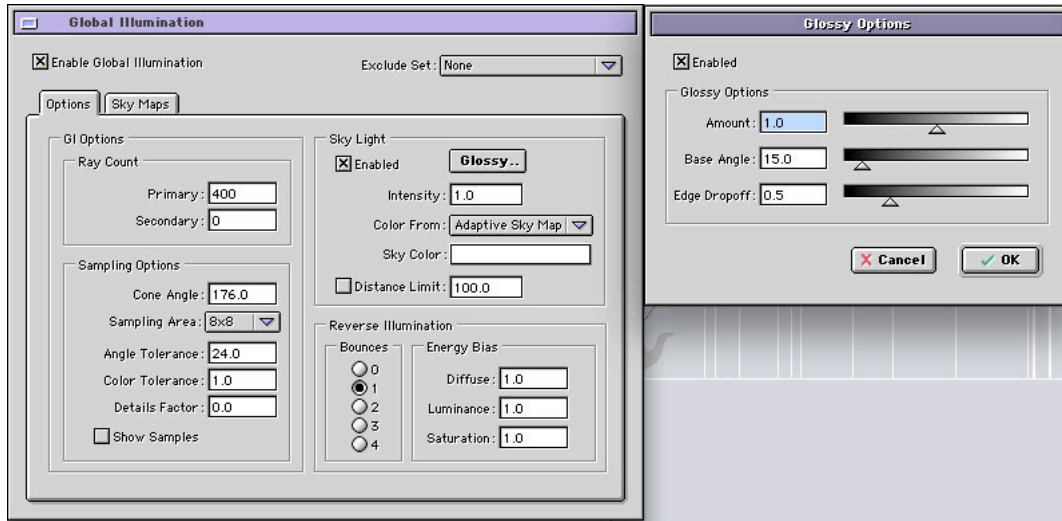 Global Illumination
Enable Global Illumination
Exclude Set: None
Options
Sky Maps
GI Options
Ray Count
Primary: 400
Secondary: 0
Sampling Options
Cone Angle: 176.0
Sampling Area: 8x8
Angle Tolerance: 24.0
Color Tolerance: 1.0
Details Factor: 0.0
Show Samples
Sky Light
Enabled
Glossy..
Intensity: 1.0
Color From: Adaptive Sky Map
Sky Color:
Distance Limit: 100.0
Reverse Illumination
Bounces
0
1
2
3
4
Energy Bias
Diffuse: 1.0
Luminance: 1.0
Saturation: 1.0
Glossy Options
Enabled
Glossy Options
Amount: 1.0
Base Angle: 15.0
Edge Dropoff: 0.5
Cancel
OK